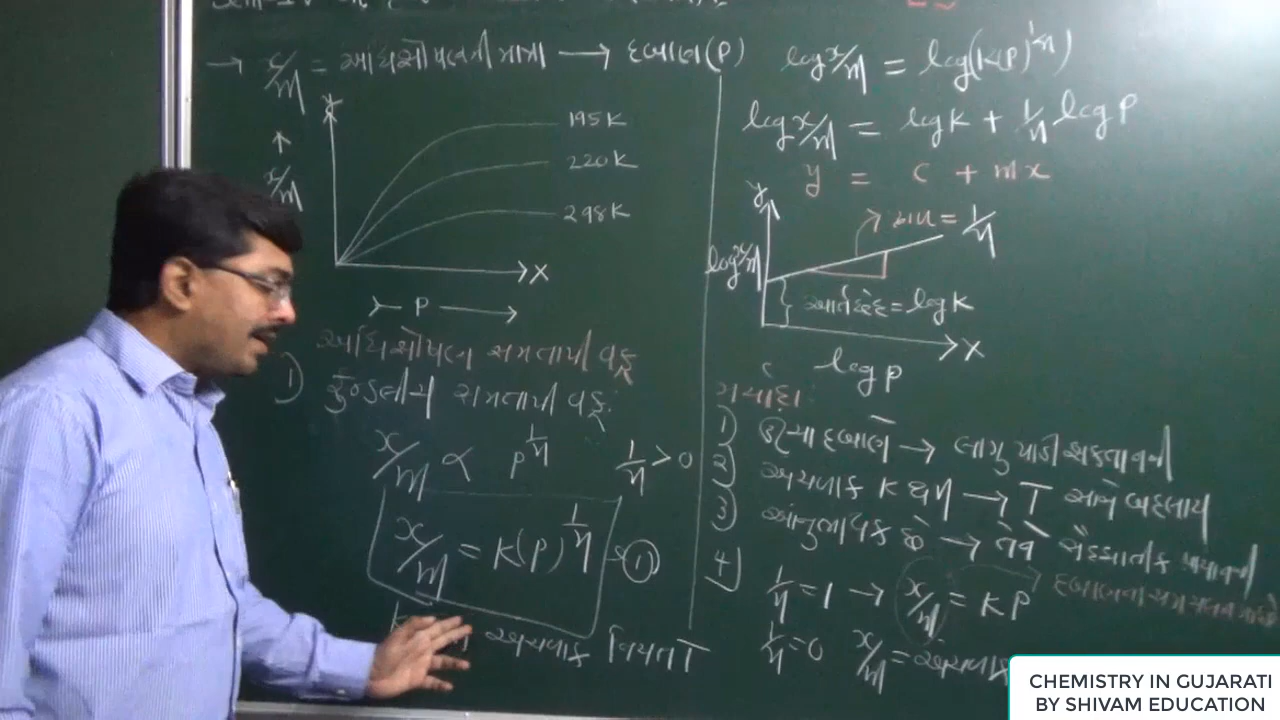 → x/m = અધિશોષણની માત્રા → દબાણ (P)
Y
↑
x/m
195K
220K
298K
X
P →
અધિશોષણ સમતાપી વક્ર
1) ફ્રુન્ડલીચ સમતાપી વક્ર:
x/m ∝ P^1/n 1/n > 0
x/m = K(P)^1/n -①
અચળાંક નિયત T
log x/m = log(K(P)^1/n)
log x/m = log K + 1/n log P
y = c + mx
y
ઢાળ = 1/n
log x/m
આંતછેદ = log K
X
log P
મર્યાદા:
1) ઊંચા દબાણે → લાગુ પાડી શકાતા નથી
2) અચળાંક K અને n → T સાથે બદલાય
3) આનુભાવિક છે → તેને સૈદ્ધાંતિક
4) 1/n = 1 → x/m = KP
1/n = 0 x/m = અચળાંક
CHEMISTRY IN GUJARATI
BY SHIVAM EDUCATION